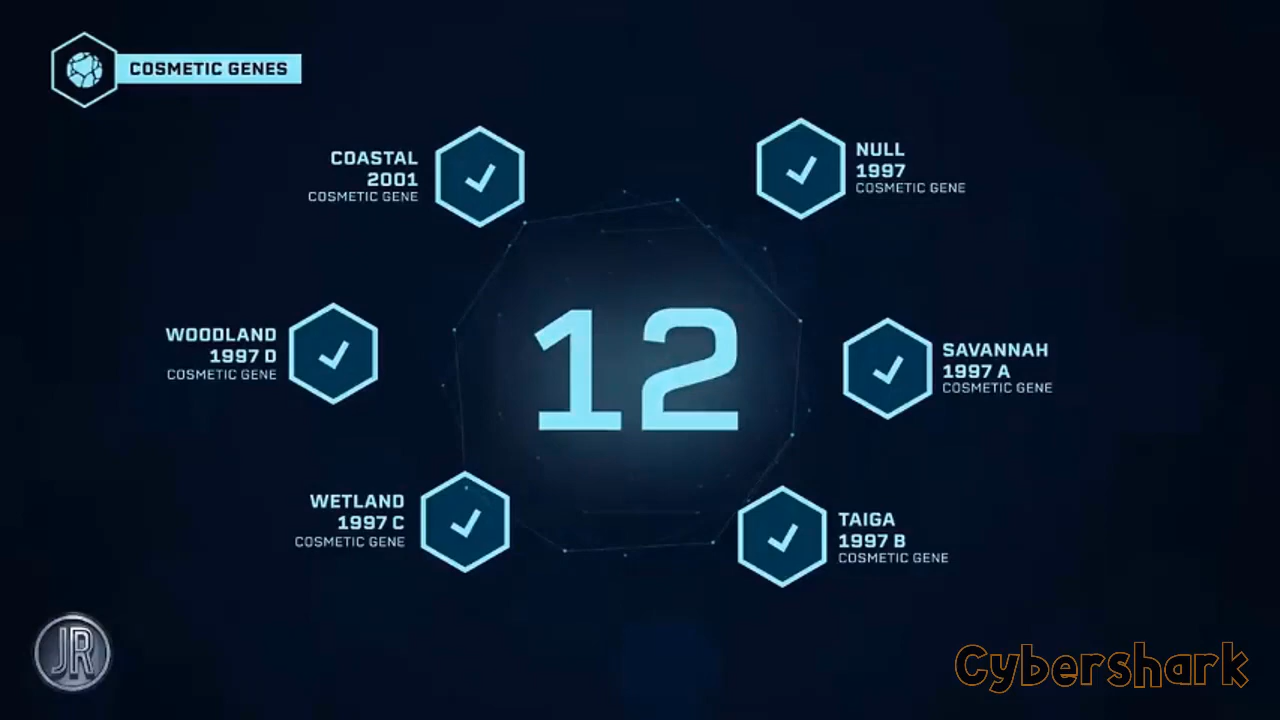 COSMETIC GENES
COASTAL
2001
COSMETIC GENE
NULL
1997
COSMETIC GENE
WOODLAND
1997 D
COSMETIC GENE
12
SAVANNAH
1997 A
COSMETIC GENE
WETLAND
1997 C
COSMETIC GENE
TAIGA
1997 B
COSMETIC GENE
JR
Cybershark